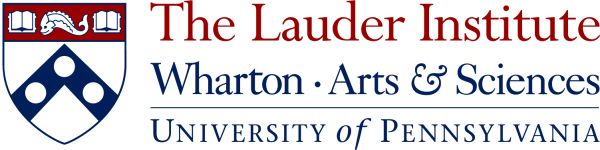 The Lauder Institute
Wharton · Arts & Sciences
University of Pennsylvania